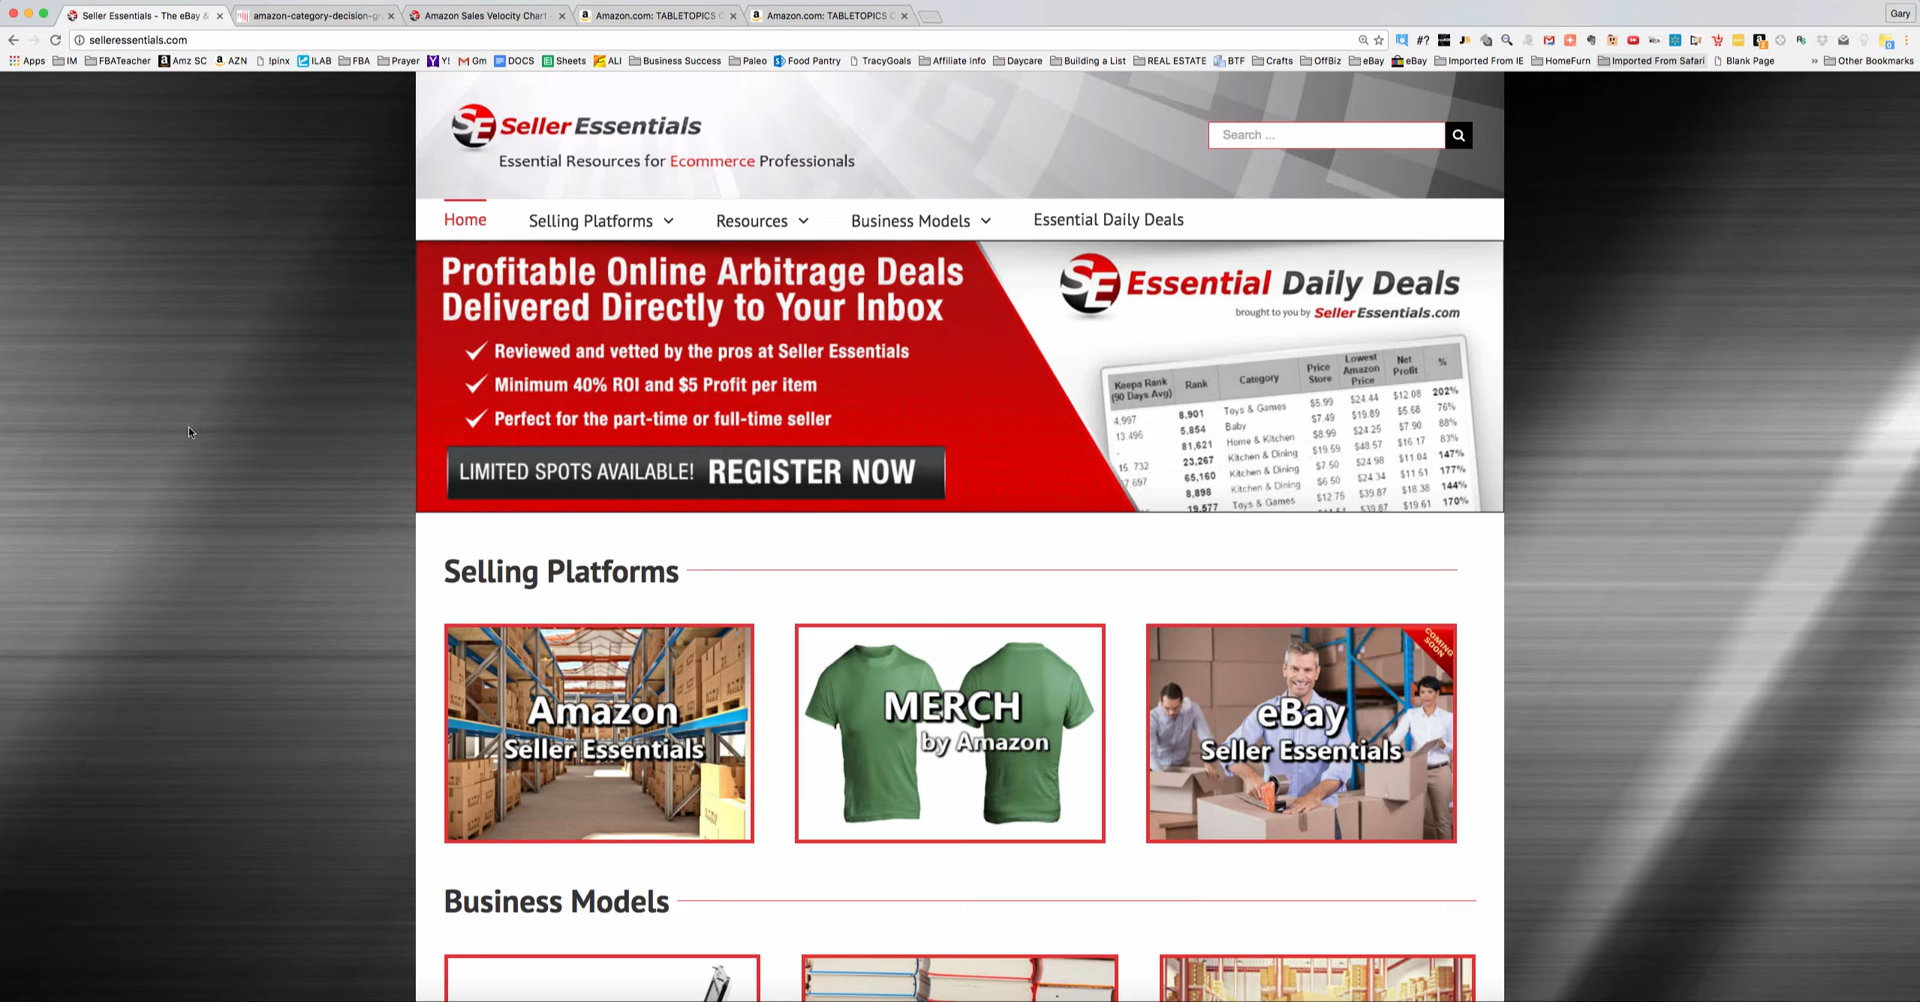 Seller Essentials - The eBay &
amazon-category-decision-gr
Amazon Sales Velocity Chart
Amazon.com: TABLETOPICS C
Amazon.com: TABLETOPICS C
Gary
selleressentials.com
Apps IM FBATeacher Amz SC AZN !pinx ILAB FBA Prayer Y! Gm DOCS Sheets ALI Business Success Paleo Food Pantry TracyGoals Affiliate Info Daycare Building a List REAL ESTATE BTF Crafts OffBiz eBay eBay Imported From IE HomeFurn Imported From Safari Blank Page » Other Bookmarks
SE Seller Essentials
Essential Resources for Ecommerce Professionals
Search ...
Home Selling Platforms Resources Business Models Essential Daily Deals
Profitable Online Arbitrage Deals
Delivered Directly to Your Inbox
Reviewed and vetted by the pros at Seller Essentials
Minimum 40% ROI and $5 Profit per item
Perfect for the part-time or full-time seller
LIMITED SPOTS AVAILABLE! REGISTER NOW
SE Essential Daily Deals
brought to you by SellerEssentials.com
Keepa Rank (90 Days Avg) Rank Category Price Store Lowest Amazon Price Net Profit %
4,997 8,901 Toys & Games $5.99 $24.44 $12.08 202%
13,496 5,854 Baby $7.49 $19.89 $5.68 76%
- 81,621 Home & Kitchen $8.99 $24.25 $7.90 88%
15,732 23,267 Kitchen & Dining $19.59 $48.57 $16.17 83%
7,697 65,160 Kitchen & Dining $7.50 $24.98 $11.04 147%
8,898 Kitchen & Dining $6.50 $24.34 $11.51 177%
19,577 Toys & Games $12.75 $39.87 $18.38 144%
$39.87 $19.61 170%
Selling Platforms
Amazon
Seller Essentials
MERCH
by Amazon
COMING
SOON
eBay
Seller Essentials
Business Models